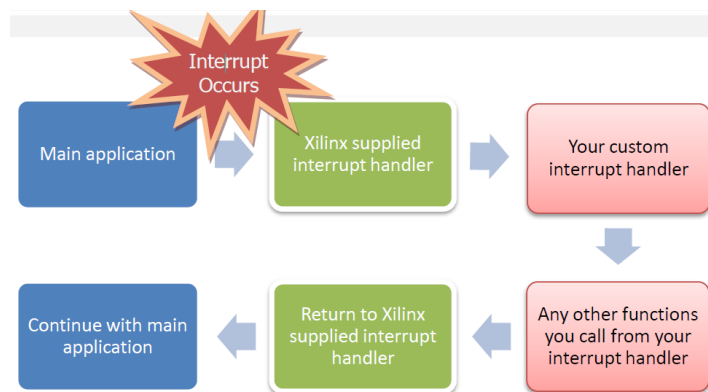 Interrupt
Occurs
Main application
Xilinx supplied
interrupt handler
Your custom
interrupt handler
Any other functions
you call from your
interrupt handler
Return to Xilinx
supplied interrupt
handler
Continue with main
application